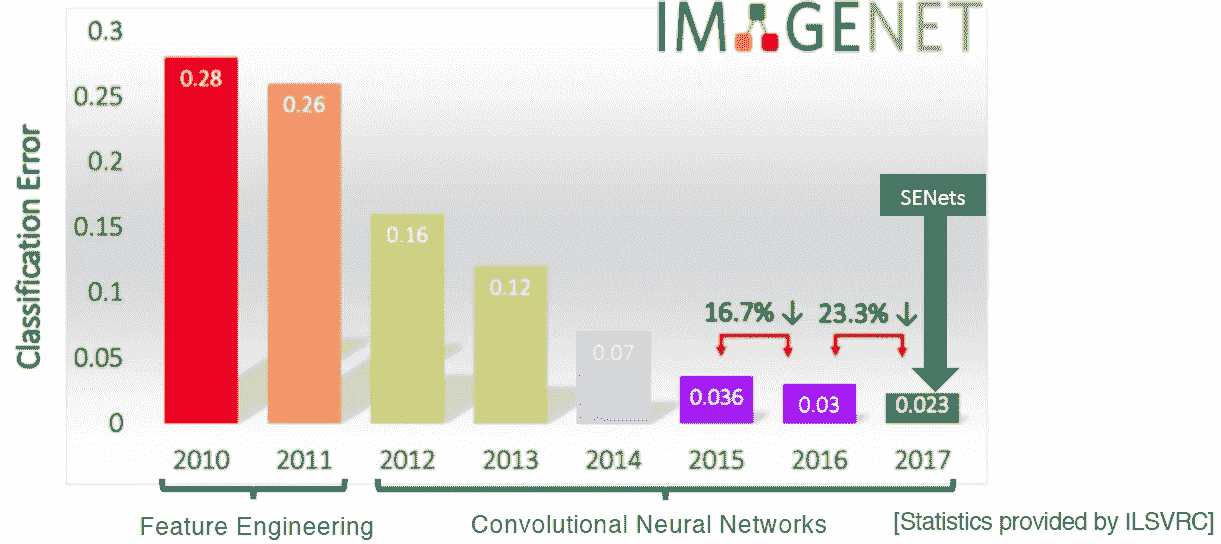 IMAGENET
0.3
0.25
0.2
0.15
0.1
0.05
0
Classification Error
0.28
0.26
0.16
0.12
0.07
0.036
0.03
0.023
16.7% ↓
23.3% ↓
SENets
2010 2011 2012 2013 2014 2015 2016 2017
Feature Engineering
Convolutional Neural Networks
[Statistics provided by ILSVRC]